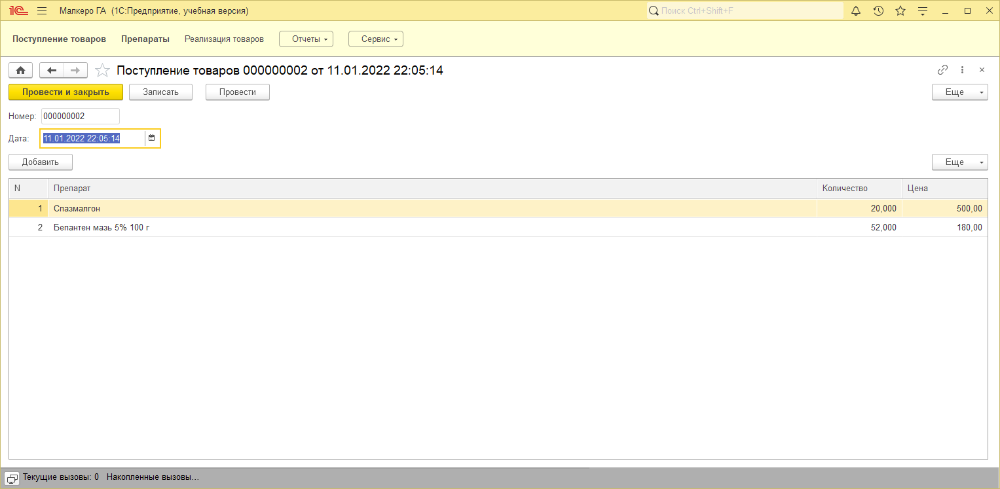 1С Малкеро ГА (1С:Предприятие, учебная версия) Поиск Ctrl+Shift+F
Поступление товаров Препараты Реализация товаров Отчеты Сервис
Поступление товаров 000000002 от 11.01.2022 22:05:14
Провести и закрыть Записать Провести Еще
Номер: 000000002
Дата: 11.01.2022 22:05:14
Добавить Еще
N Препарат Количество Цена
1 Спазмалгон 20,000 500,00
2 Бепантен мазь 5% 100 г 52,000 180,00
Текущие вызовы: 0 Накопленные вызовы...